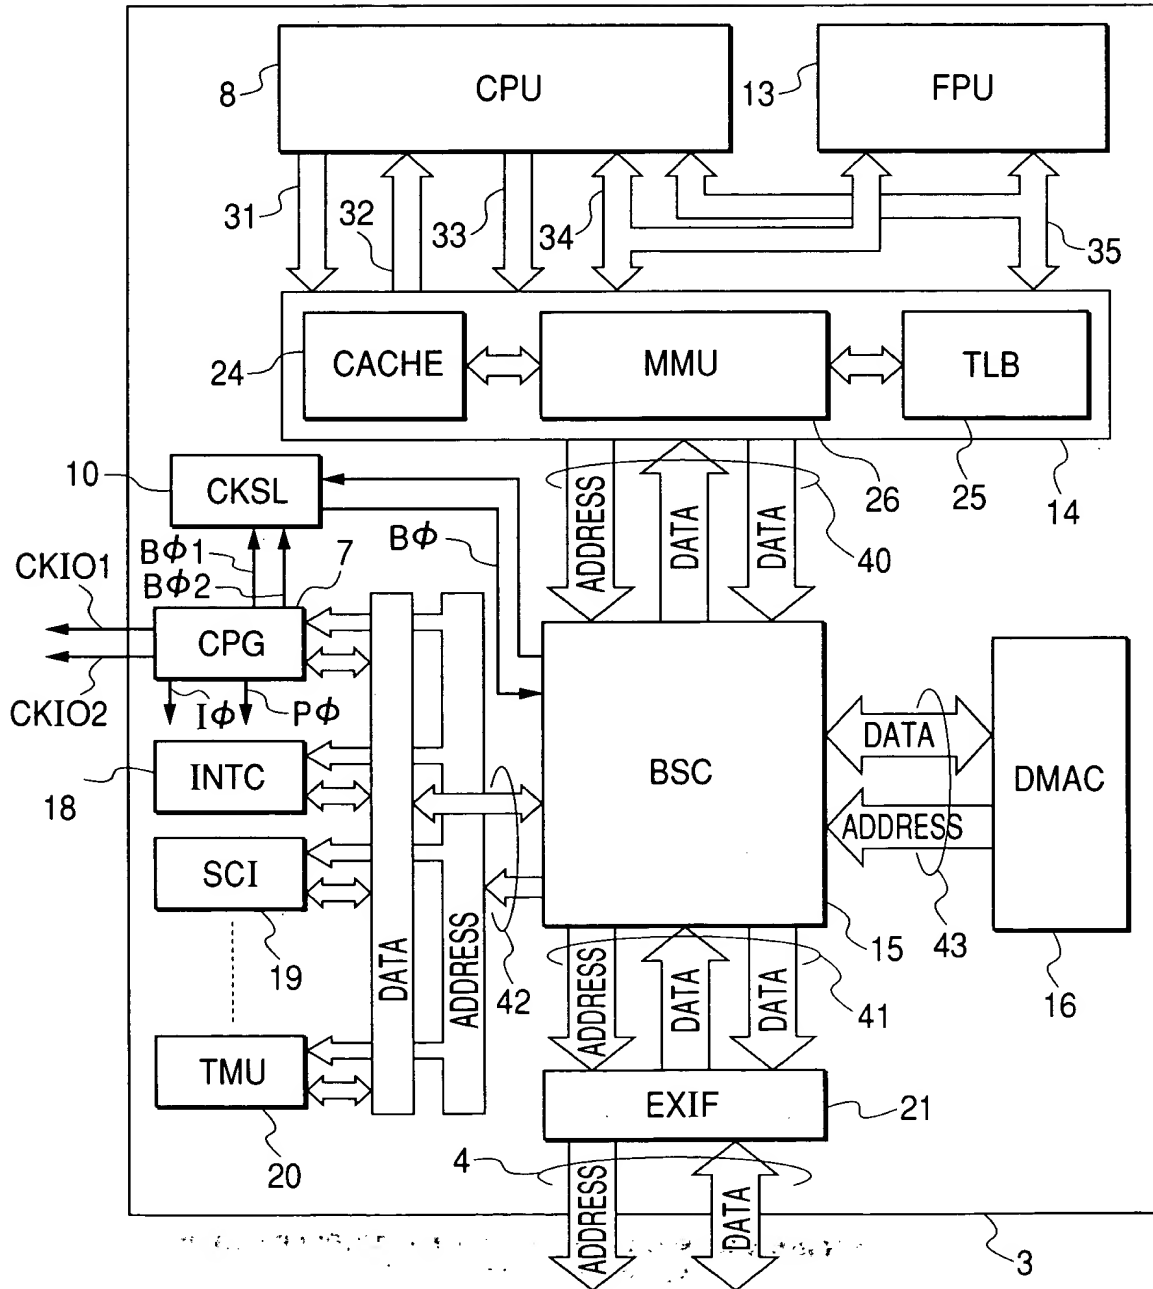 8
CPU
13
FPU
31
32
33
34
35
24
CACHE
MMU
TLB
26
25
14
10
CKSL
BΦ1
BΦ2
7
BΦ
ADDRESS
DATA
DATA
40
CKIO1
CPG
CKIO2
IΦ
PΦ
18
INTC
SCI
19
TMU
20
DATA
ADDRESS
42
BSC
15
DATA
ADDRESS
43
DMAC
16
ADDRESS
DATA
DATA
41
EXIF
21
4
ADDRESS
DATA
3